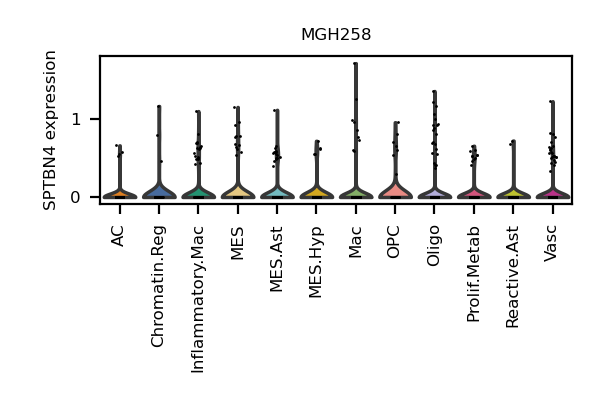 MGH258
SPTBN4 expression
1
0
AC
Chromatin.Reg
Inflammatory.Mac
MES
MES.Ast
MES.Hyp
Mac
OPC
Oligo
Prolif.Metab
Reactive.Ast
Vasc